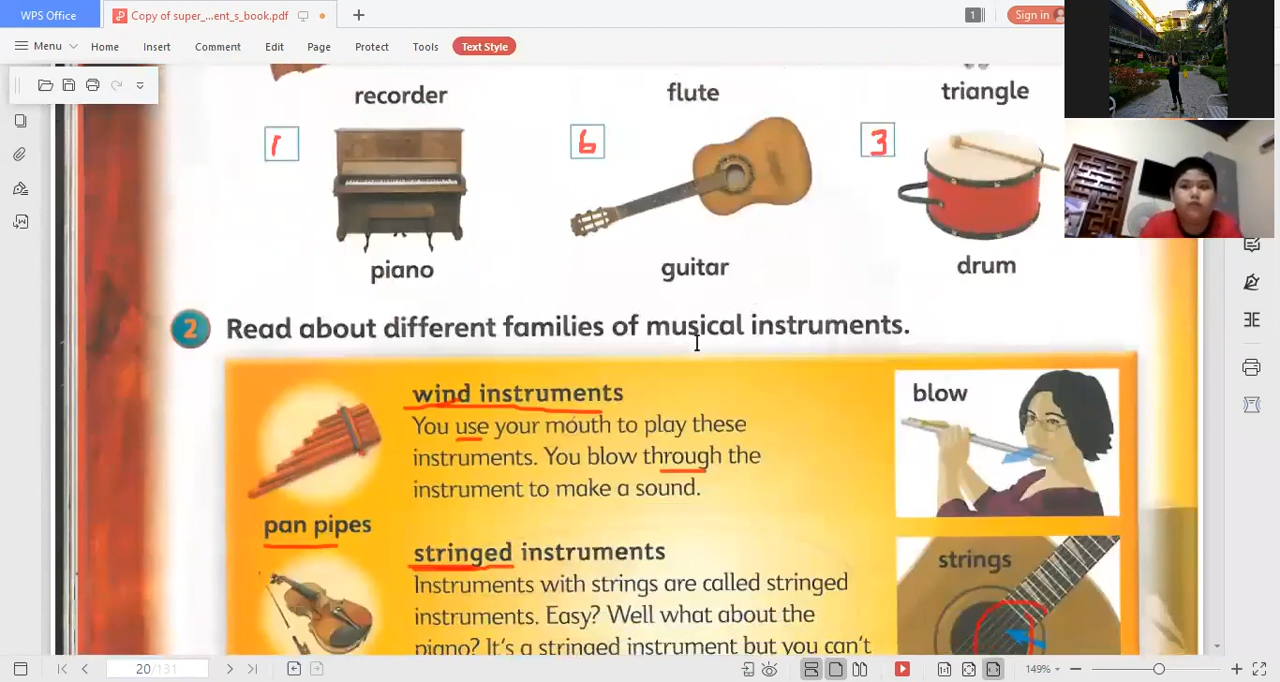 WPS Office
Copy of super_...ent_s_book.pdf
1
Sign in
Menu
Home
Insert
Comment
Edit
Page
Protect
Tools
Text Style
recorder
flute
triangle
1
6
3
piano
guitar
drum
2 Read about different families of musical instruments.
wind instruments
You use your mouth to play these
instruments. You blow through the
instrument to make a sound.
blow
pan pipes
stringed instruments
Instruments with strings are called stringed
instruments. Easy? Well what about the
piano? It's a stringed instrument but you can't
strings
20/131
149%